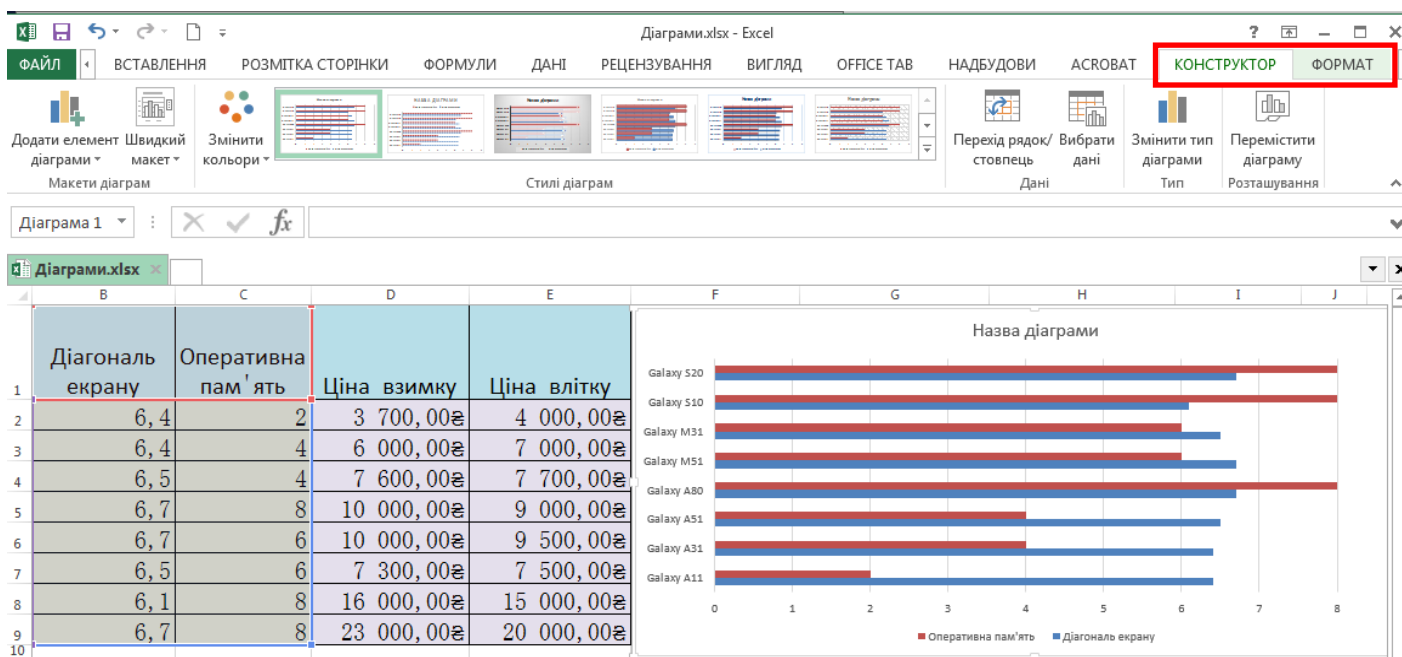 Діаграми.xlsx - Excel
ФАЙЛ ВСТАВЛЕННЯ РОЗМІТКА СТОРІНКИ ФОРМУЛИ ДАНІ РЕЦЕНЗУВАННЯ ВИГЛЯД OFFICE TAB НАДБУДОВИ ACROBAT КОНСТРУКТОР ФОРМАТ
Додати елемент Швидкий Змінити Перехід рядок/ Вибрати Змінити тип Перемістити
діаграми макет кольори стовпець дані діаграми діаграму
Макети діаграм Стилі діаграм Дані Тип Розташування
Діаграма 1 fx
Діаграми.xlsx
B C D E F G H I J
Назва діаграми
Діагональ Оперативна
1 екрану пам'ять Ціна взимку Ціна влітку
2 6,4 2 3 700,00₴ 4 000,00₴
3 6,4 4 6 000,00₴ 7 000,00₴
4 6,5 4 7 600,00₴ 7 700,00₴
5 6,7 8 10 000,00₴ 9 000,00₴
6 6,7 6 10 000,00₴ 9 500,00₴
7 6,5 6 7 300,00₴ 7 500,00₴
8 6,1 8 16 000,00₴ 15 000,00₴
9 6,7 8 23 000,00₴ 20 000,00₴
10
Galaxy S20
Galaxy S10
Galaxy M31
Galaxy M51
Galaxy A80
Galaxy A51
Galaxy A31
Galaxy A11
0 1 2 3 4 5 6 7 8
Оперативна пам'ять Діагональ екрану